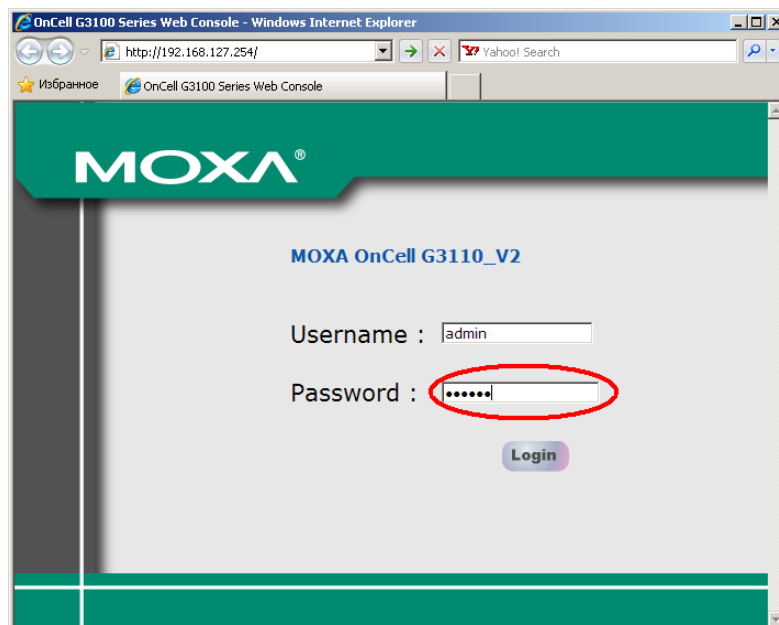 OnCell G3100 Series Web Console - Windows Internet Explorer
http://192.168.127.254/
Yahoo! Search
Избранное
OnCell G3100 Series Web Console
MOXA®
MOXA OnCell G3110_V2
Username : admin
Password : ••••••
Login